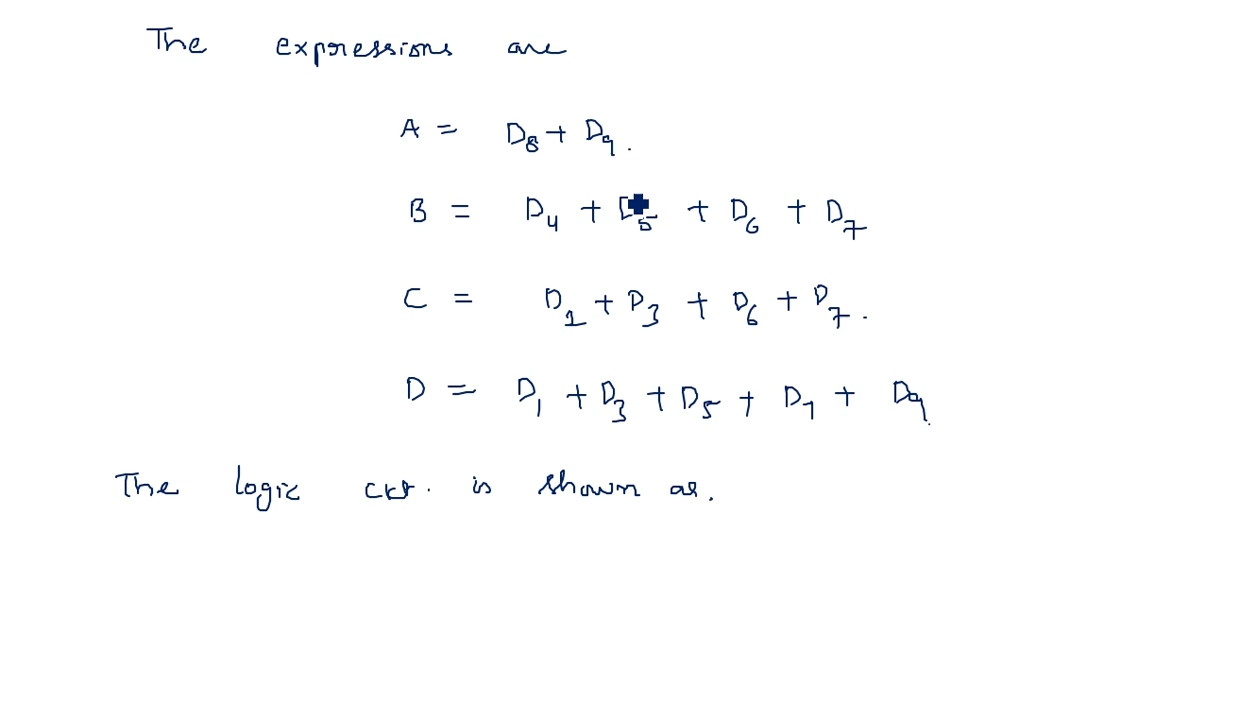 The expressions are
A = D₈ + D₉.
B = D₄ + D₅ + D₆ + D₇
C = D₂ + D₃ + D₆ + D₇.
D = D₁ + D₃ + D₅ + D₇ + D₉.
The logic ckt. is shown as.